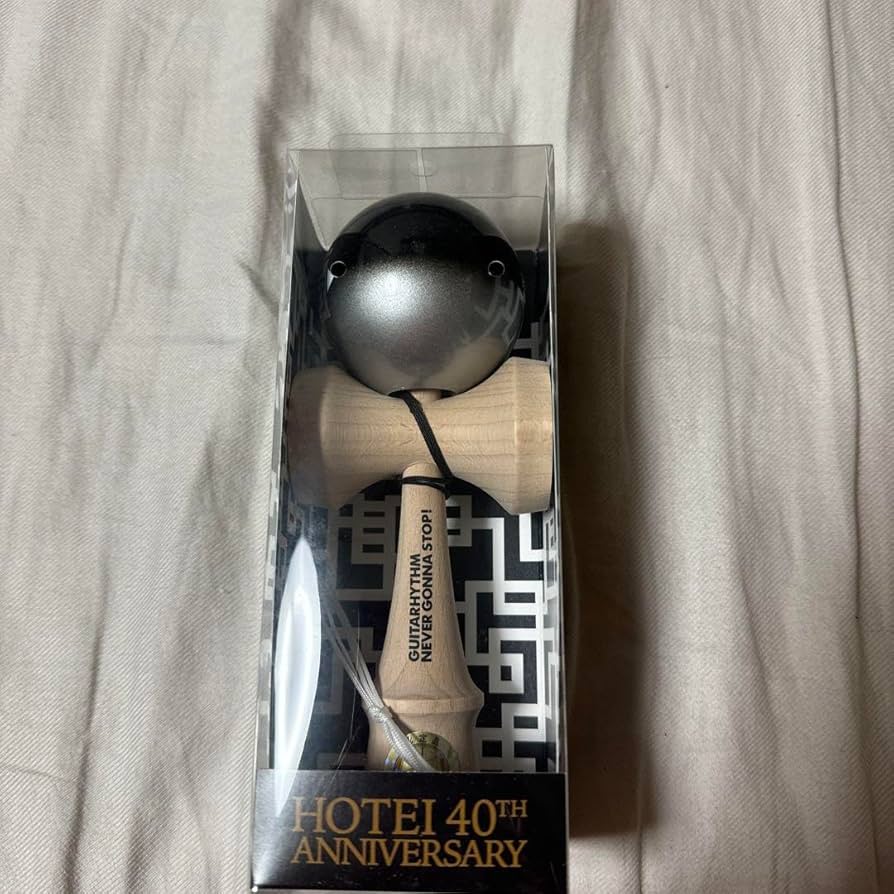 GUITARHYTHM
NEVER GONNA STOP!
HOTEI 40TH
ANNIVERSARY